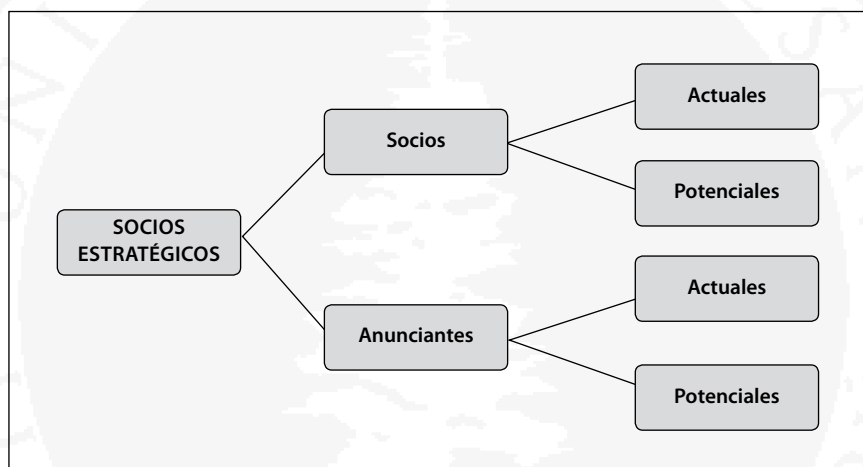 SOCIOS
ESTRATÉGICOS
Socios
Actuales
Potenciales
Anunciantes
Actuales
Potenciales